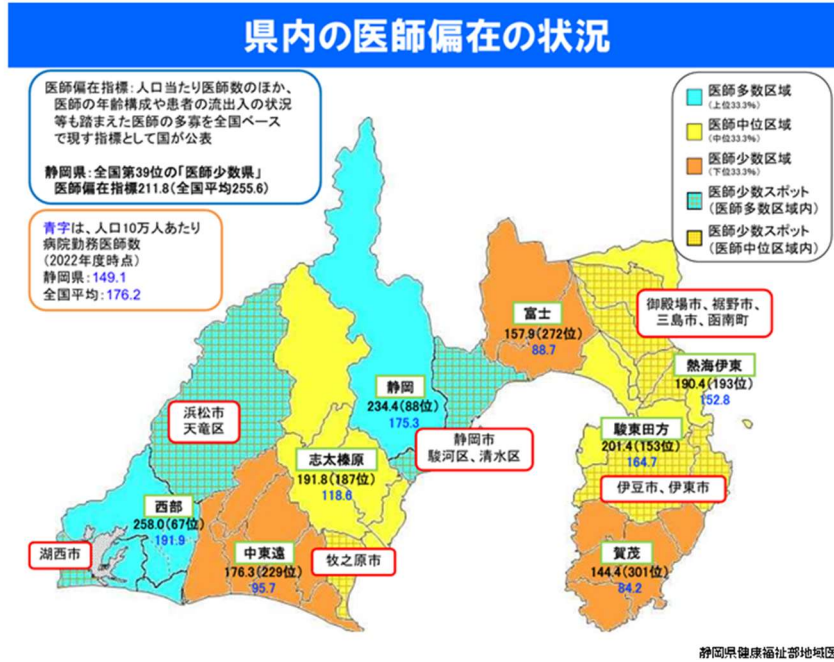 県内の医師偏在の状況
医師偏在指標：人口当たり医師数のほか、
医師の年齢構成や患者の流出入の状況
等も踏まえた医師の多寡を全国ベース
で現す指標として国が公表
静岡県：全国第39位の「医師少数県」
医師偏在指標211.8（全国平均255.6）
青字は、人口10万人あたり
病院勤務医師数
（2022年度時点）
静岡県：149.1
全国平均：176.2
医師多数区域
（上位33.3%）
医師中位区域
（中位33.3%）
医師少数区域
（下位33.3%）
医師少数スポット
（医師多数区域内）
医師少数スポット
（医師中位区域内）
富士
157.9（272位）
88.7
御殿場市、裾野市、
三島市、函南町
熱海伊東
190.4（193位）
152.8
静岡
234.4（88位）
175.3
浜松市
天竜区
静岡市
駿河区、清水区
駿東田方
201.4（153位）
164.7
志太榛原
191.8（187位）
118.6
伊豆市、伊東市
西部
258.0（67位）
191.9
湖西市
中東遠
176.3（229位）
95.7
牧之原市
賀茂
144.4（301位）
84.2
静岡県健康福祉部地域医